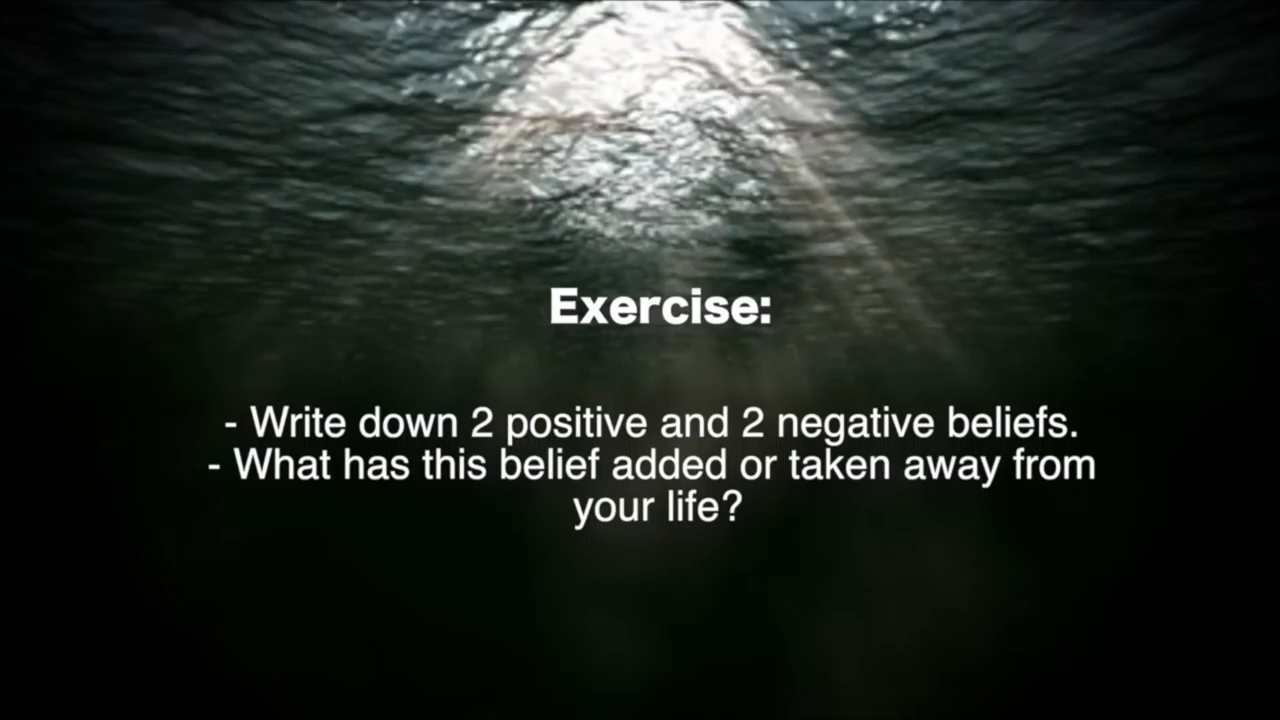 Exercise:
- Write down 2 positive and 2 negative beliefs.
- What has this belief added or taken away from
your life?